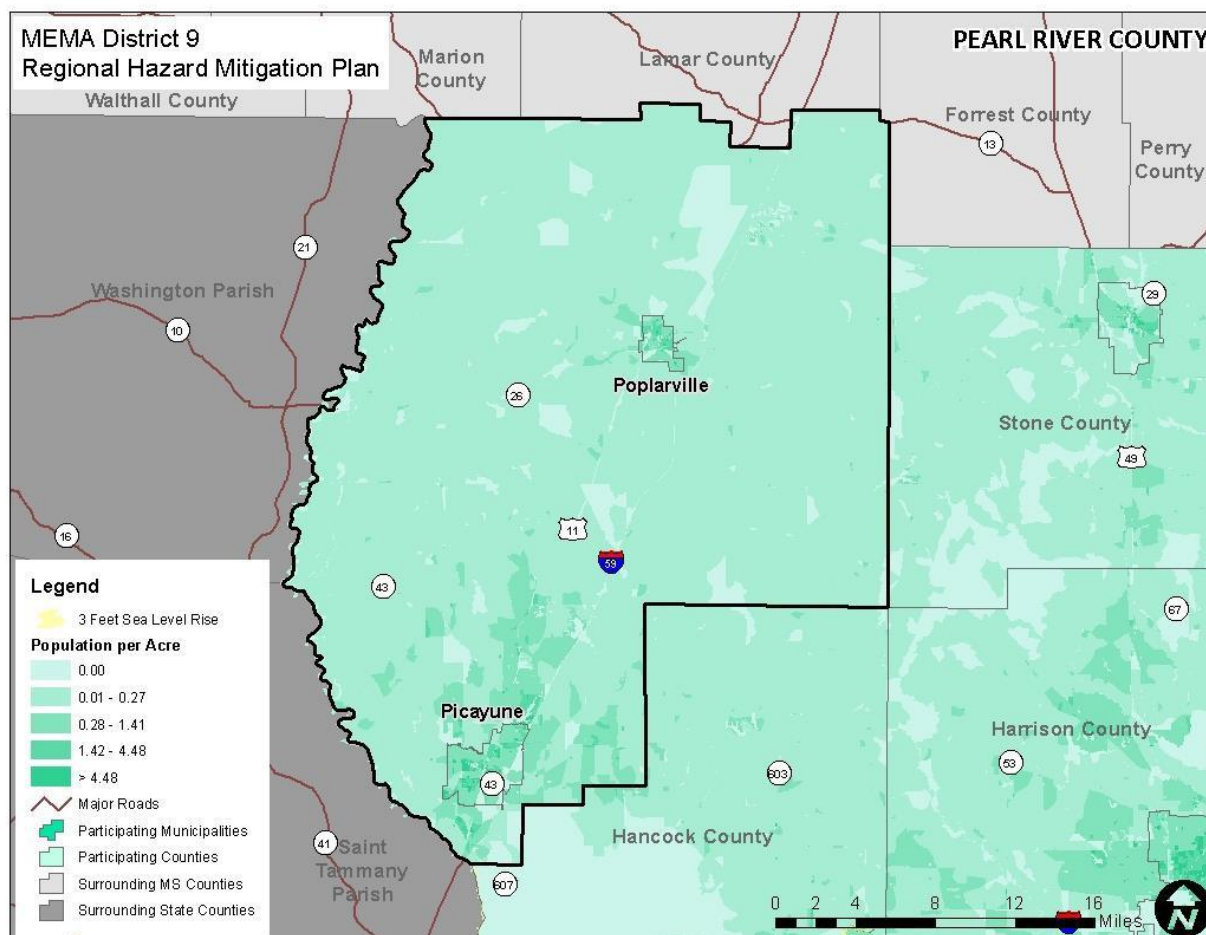 MEMA District 9
Regional Hazard Mitigation Plan
PEARL RIVER COUNTY
Marion
County
Lamar County
Walthall County
Forrest County
13
Perry
County
21
Washington Parish
29
10
Poplarville
26
Stone County
49
11
16
59
43
67
Legend
3 Feet Sea Level Rise
Population per Acre
0.00
0.01 - 0.27
0.28 - 1.41
1.42 - 4.48
> 4.48
Major Roads
Participating Municipalities
Participating Counties
Surrounding MS Counties
Surrounding State Counties
Picayune
Harrison County
53
43
603
Hancock County
41
Saint
Tammany
Parish
607
0 2 4 8 12 16
Miles
N